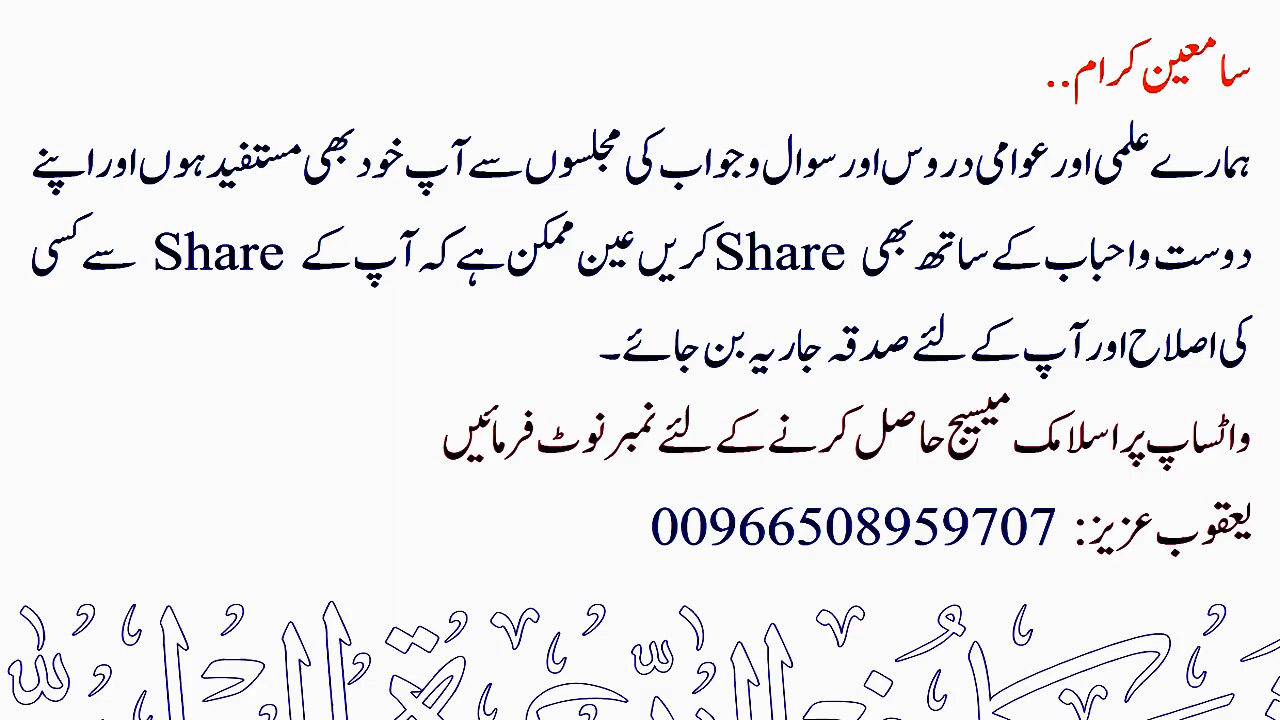 سامعین کرام..
ہمارے علمی اور عوامی دروس اور سوال و جواب کی مجلسوں سے آپ خود بھی مستفید ہوں اور اپنے
دوست و احباب کے ساتھ بھی Share کریں عین ممکن ہے کہ آپ کے Share سے کسی
کی اصلاح اور آپ کے لئے صدقہ جاریہ بن جائے۔
واٹساپ پر اسلامک میسیج حاصل کرنے کے لئے نمبر نوٹ فرمائیں
یعقوب عزیز: 00966508959707